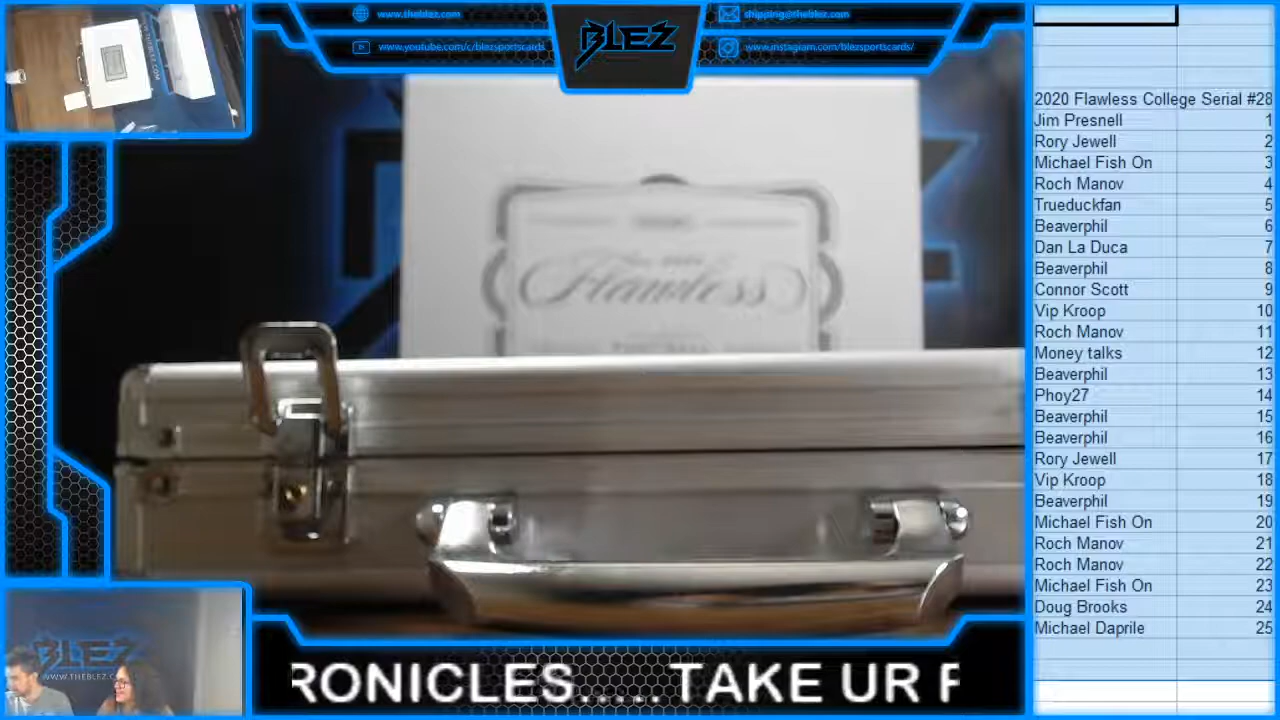 www.theblez.com
www.youtube.com/c/blezsportscards
BLEZ
shipping@theblez.com
www.instagram.com/blezsportscards/
Flawless
BLEZ
WWW.THEBLEZ.COM
RONICLES.....TAKE UR F
2020 Flawless College Serial #28
Jim Presnell 1
Rory Jewell 2
Michael Fish On 3
Roch Manov 4
Trueduckfan 5
Beaverphil 6
Dan La Duca 7
Beaverphil 8
Connor Scott 9
Vip Kroop 10
Roch Manov 11
Money talks 12
Beaverphil 13
Phoy27 14
Beaverphil 15
Beaverphil 16
Rory Jewell 17
Vip Kroop 18
Beaverphil 19
Michael Fish On 20
Roch Manov 21
Roch Manov 22
Michael Fish On 23
Doug Brooks 24
Michael Daprile 25